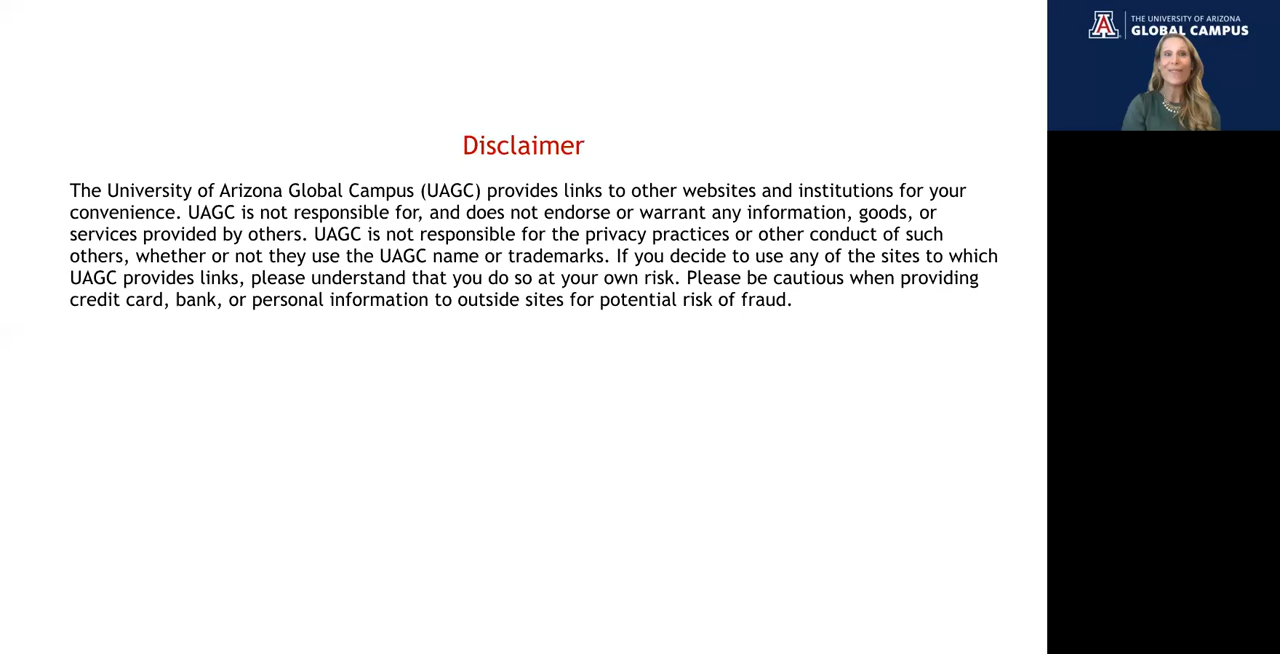 THE UNIVERSITY OF ARIZONA
GLOBAL CAMPUS
Disclaimer
The University of Arizona Global Campus (UAGC) provides links to other websites and institutions for your
convenience. UAGC is not responsible for, and does not endorse or warrant any information, goods, or
services provided by others. UAGC is not responsible for the privacy practices or other conduct of such
others, whether or not they use the UAGC name or trademarks. If you decide to use any of the sites to which
UAGC provides links, please understand that you do so at your own risk. Please be cautious when providing
credit card, bank, or personal information to outside sites for potential risk of fraud.